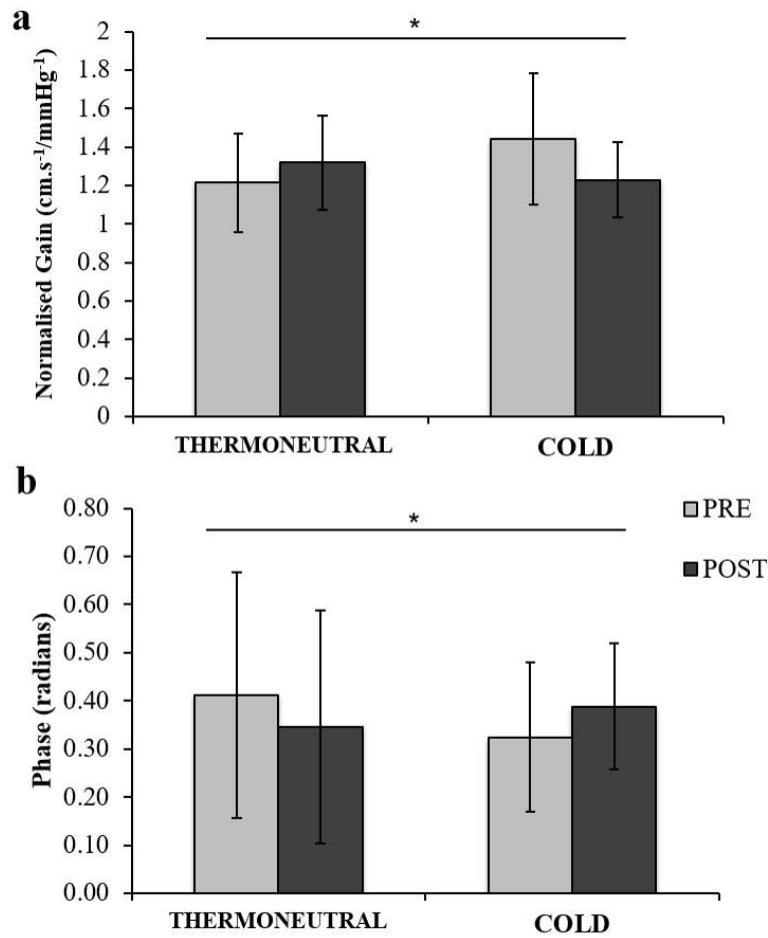 a
*
Normalised Gain (cm.s⁻¹/mmHg⁻¹)
2
1.8
1.6
1.4
1.2
1
0.8
0.6
0.4
0.2
0
THERMONEUTRAL COLD
b
*
PRE
POST
Phase (radians)
0.80
0.70
0.60
0.50
0.40
0.30
0.20
0.10
0.00
THERMONEUTRAL COLD